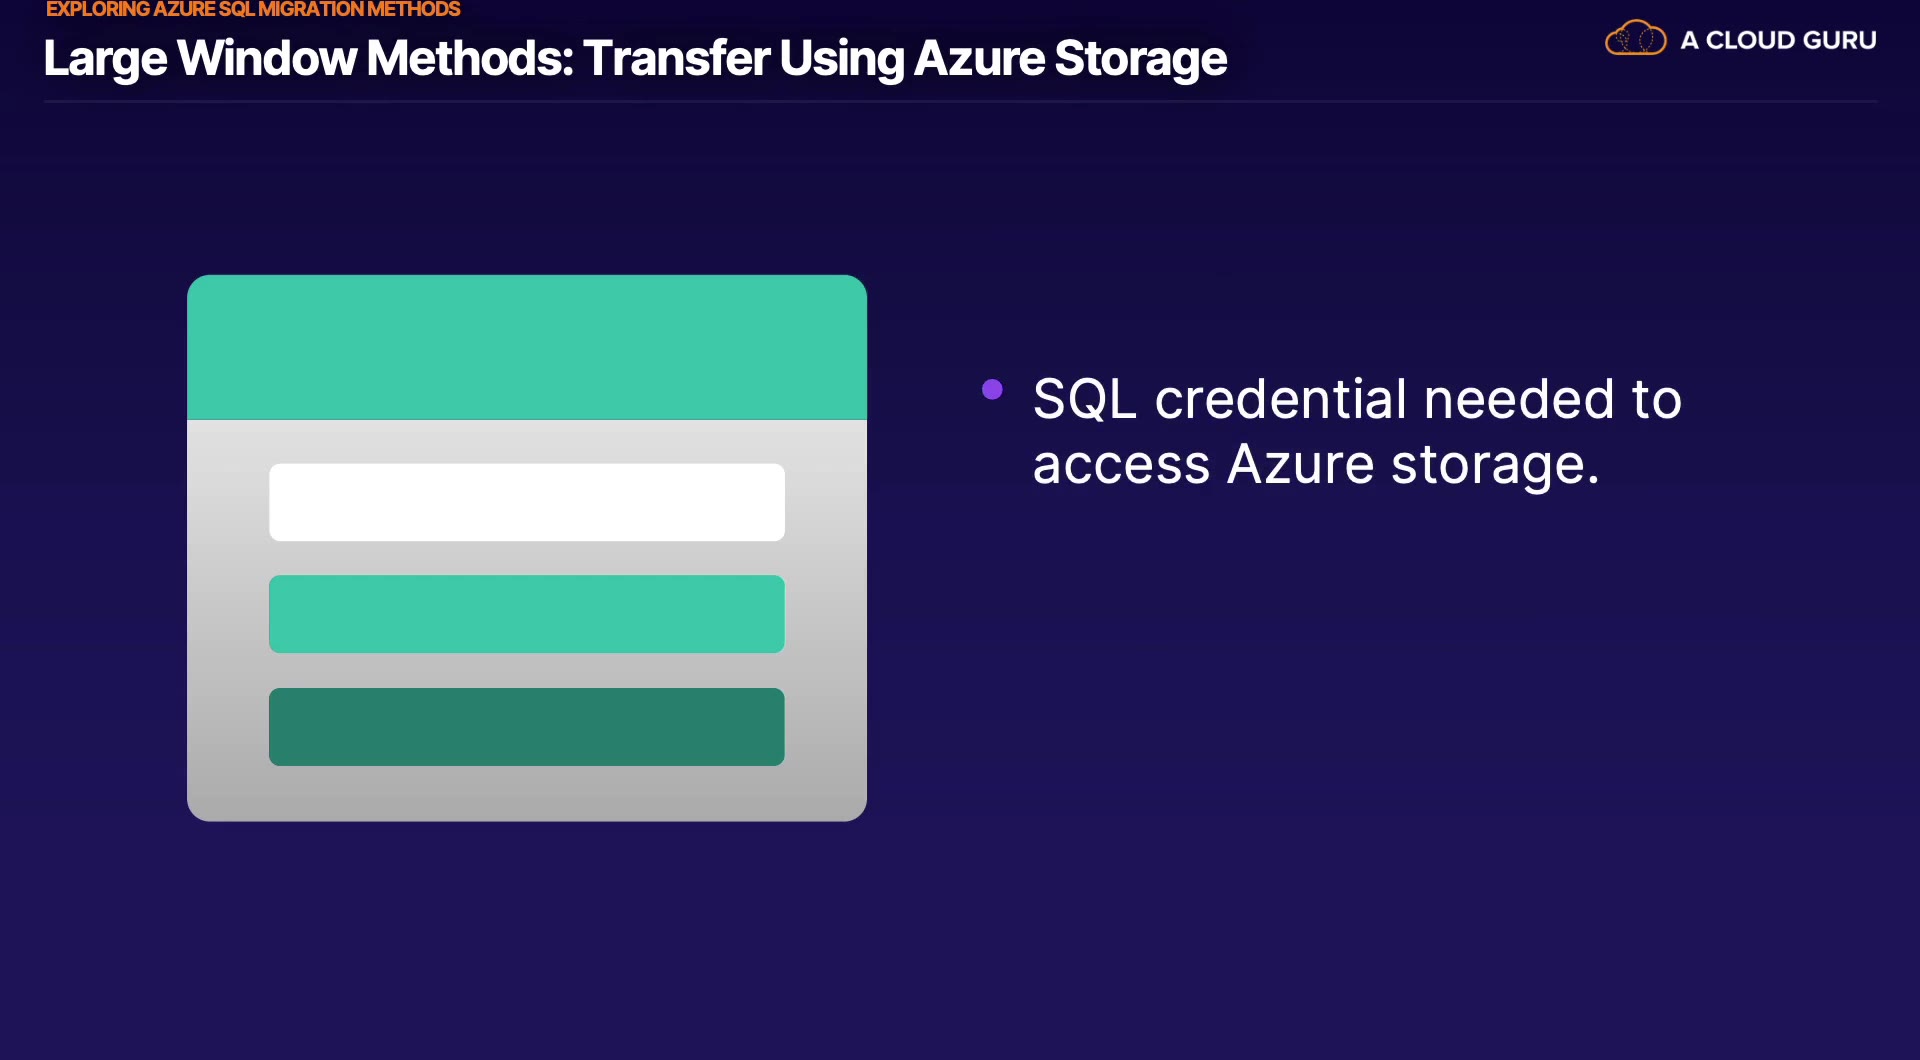 EXPLORING AZURE SQL MIGRATION METHODS
Large Window Methods: Transfer Using Azure Storage
A CLOUD GURU
SQL credential needed to
access Azure storage.